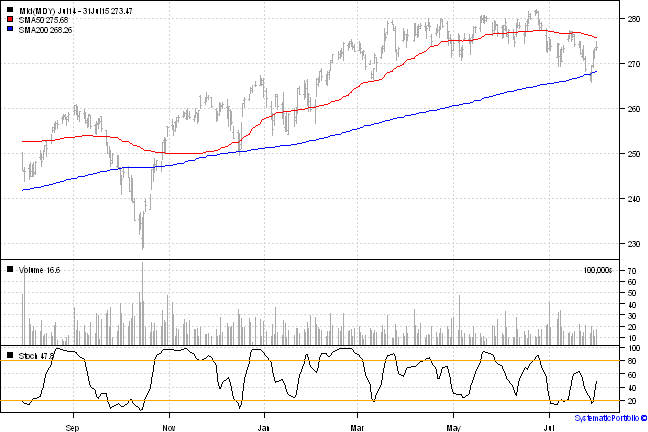 Mid(MDY) Jul14 - 31Jul15 273.47
SMA50 275.68
SMA200 268.26
280
270
260
250
240
230
Volume 16.6
100,000s
70
60
50
40
30
20
10
Stoch 47.8
100
80
60
40
20
Sep Nov Jan Mar May Jul
SystematicPortfolio ©